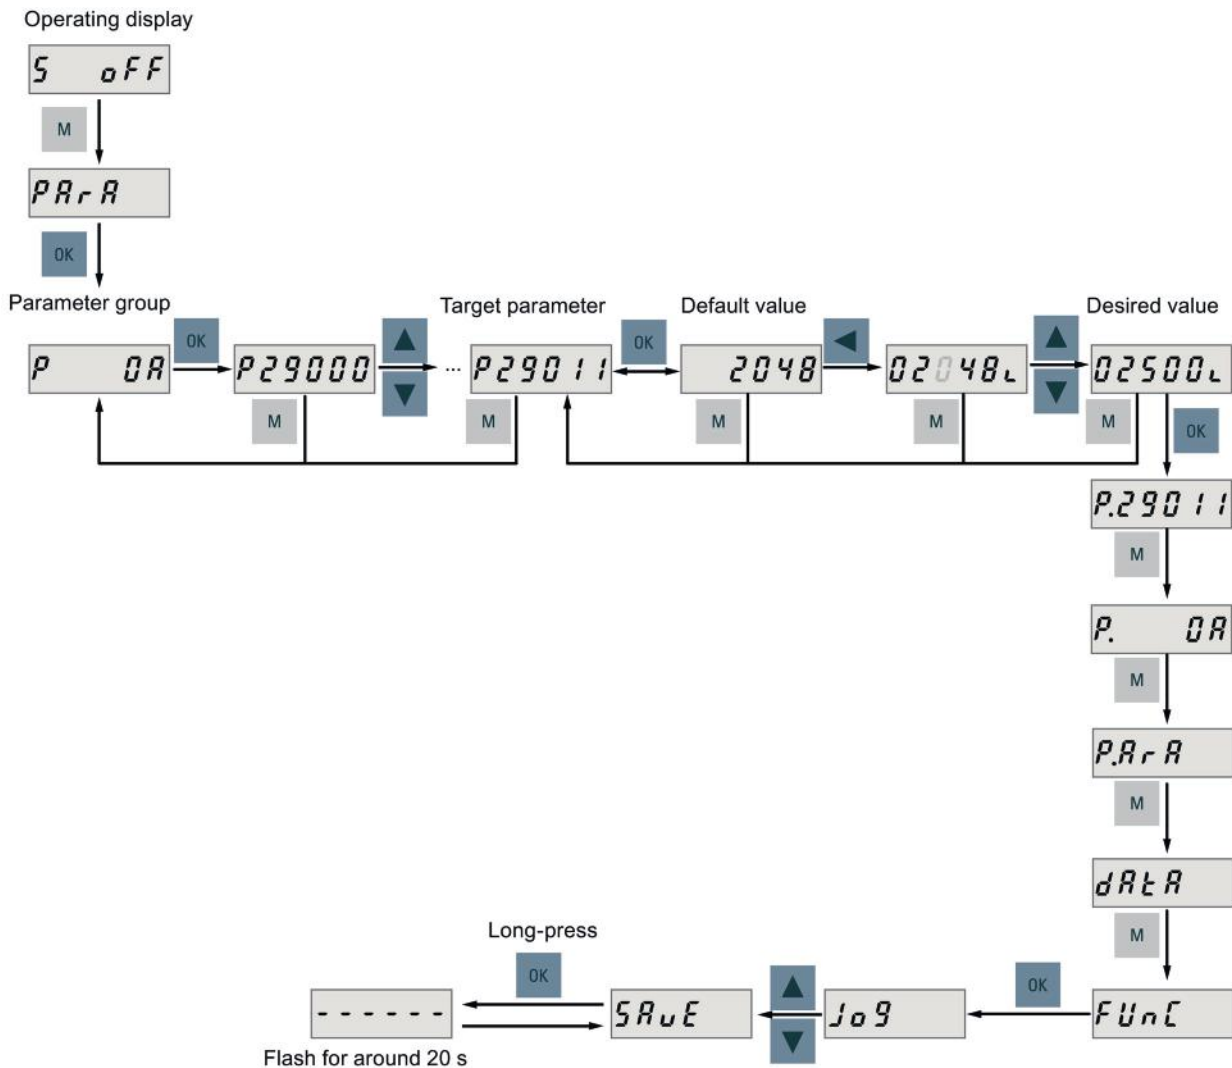 Operating display
S oFF
M
PArA
OK
Parameter group
Target parameter
Default value
Desired value
P 0A
OK
P29000
...
P29011
OK
2048
02048L
02500L
M
M
M
M
M
OK
P.29011
M
P. 0A
M
P.ArA
M
dAtA
M
Long-press
OK
OK
------
SAvE
JoG
FUnC
Flash for around 20 s